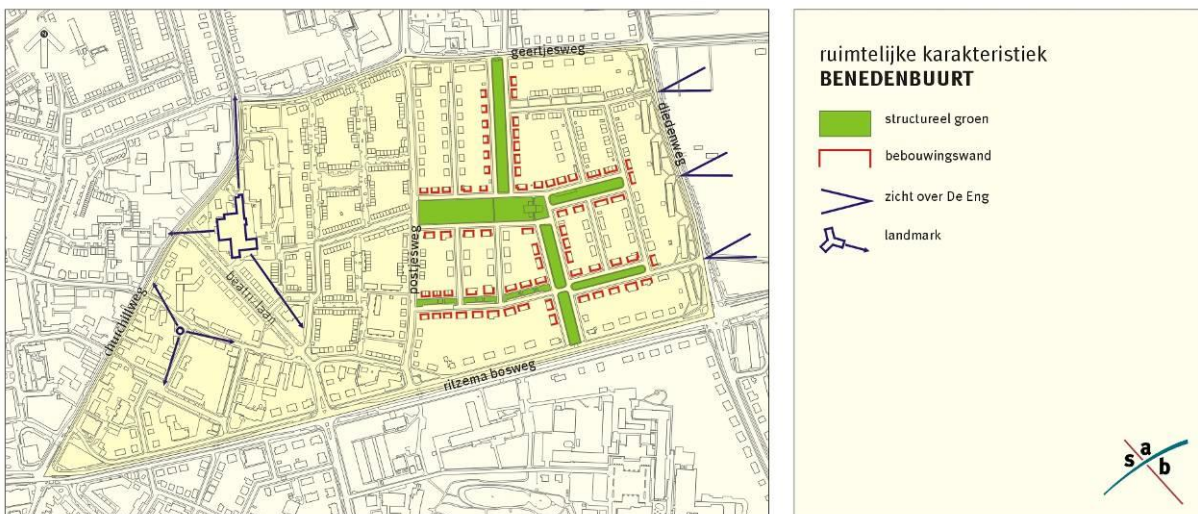 geertjesweg
diedenweg
postjesweg
beatrixlaan
churchillweg
ritzema bosweg
ruimtelijke karakteristiek
BENEDENBUURT
structureel groen
bebouwingswand
zicht over De Eng
landmark
s a b